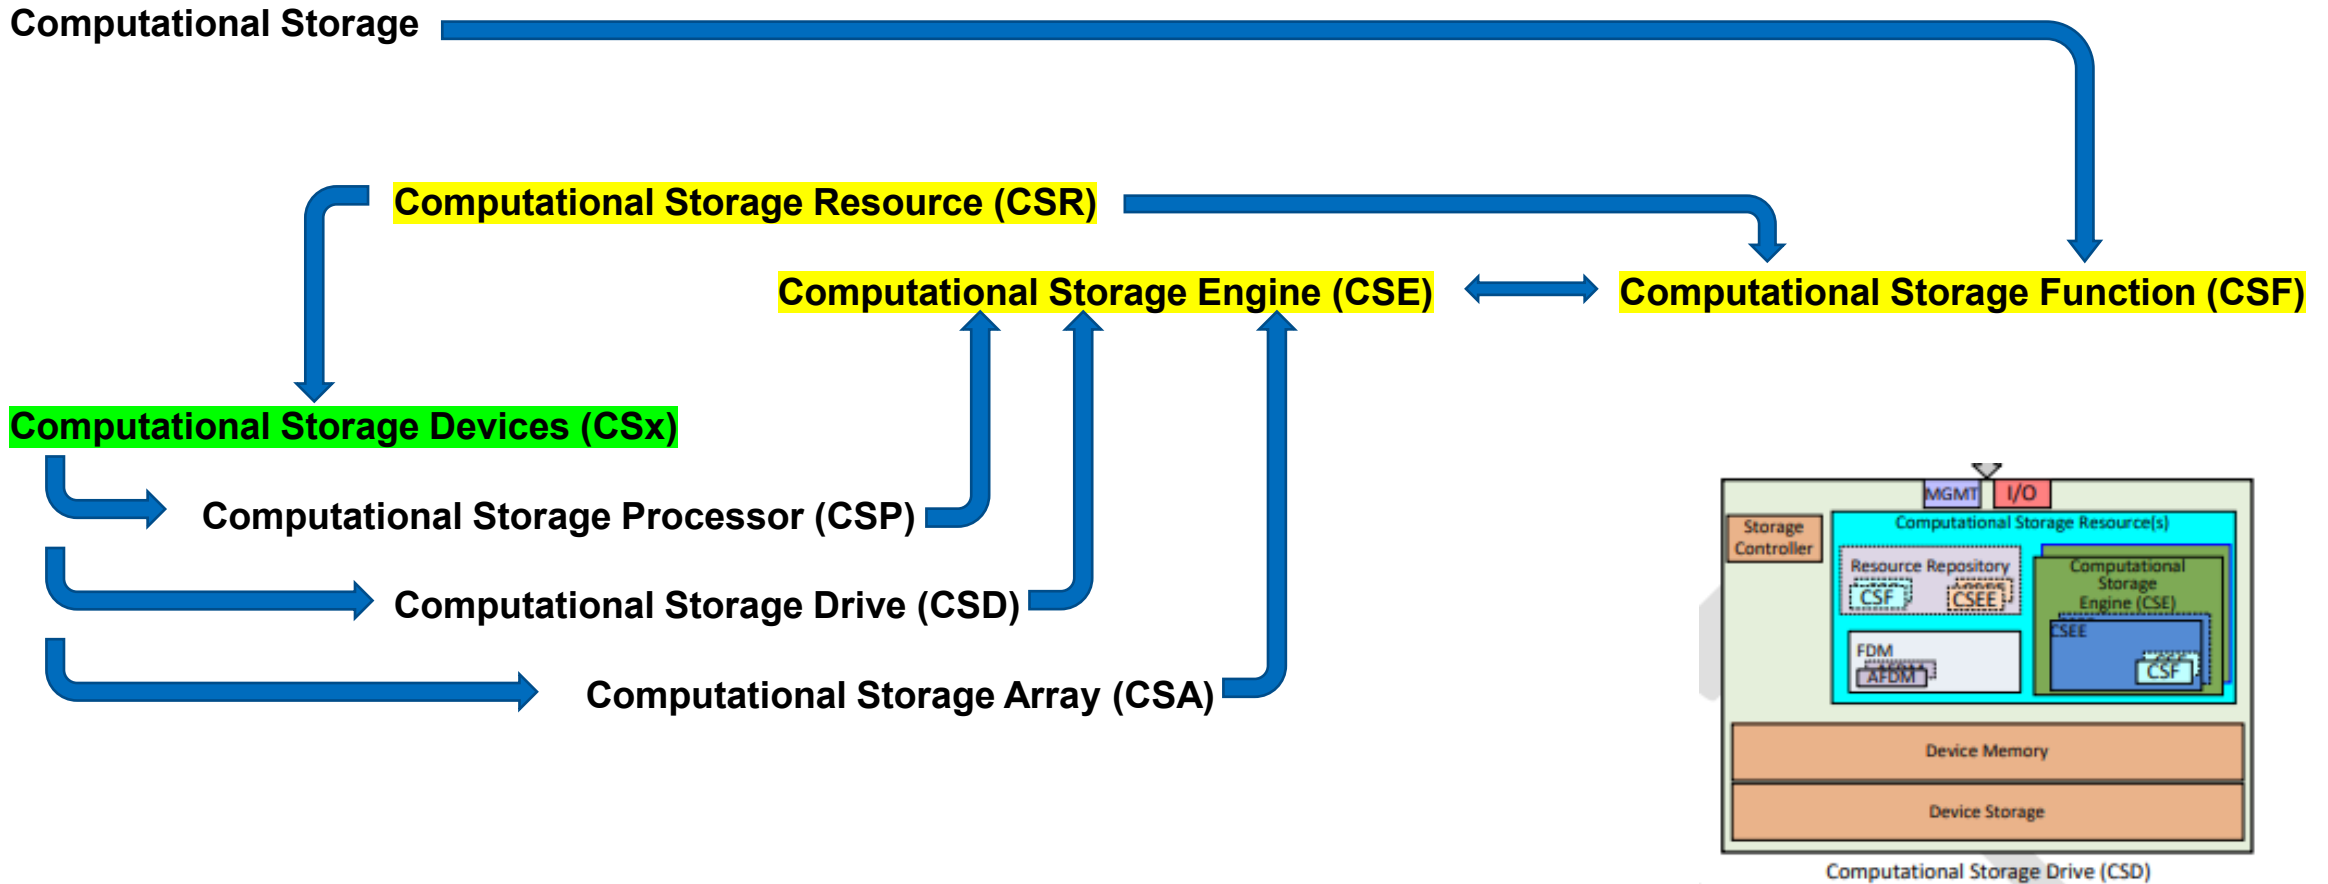 Computational Storage
Computational Storage Resource (CSR)
Computational Storage Engine (CSE)
Computational Storage Function (CSF)
Computational Storage Devices (CSx)
Computational Storage Processor (CSP)
Computational Storage Drive (CSD)
Computational Storage Array (CSA)
MGMT
I/O
Storage
Controller
Computational Storage Resource(s)
Resource Repository
CSF
CSEE
Computational
Storage
Engine (CSE)
CSEE
CSF
FDM
AFDM
Device Memory
Device Storage
Computational Storage Drive (CSD)